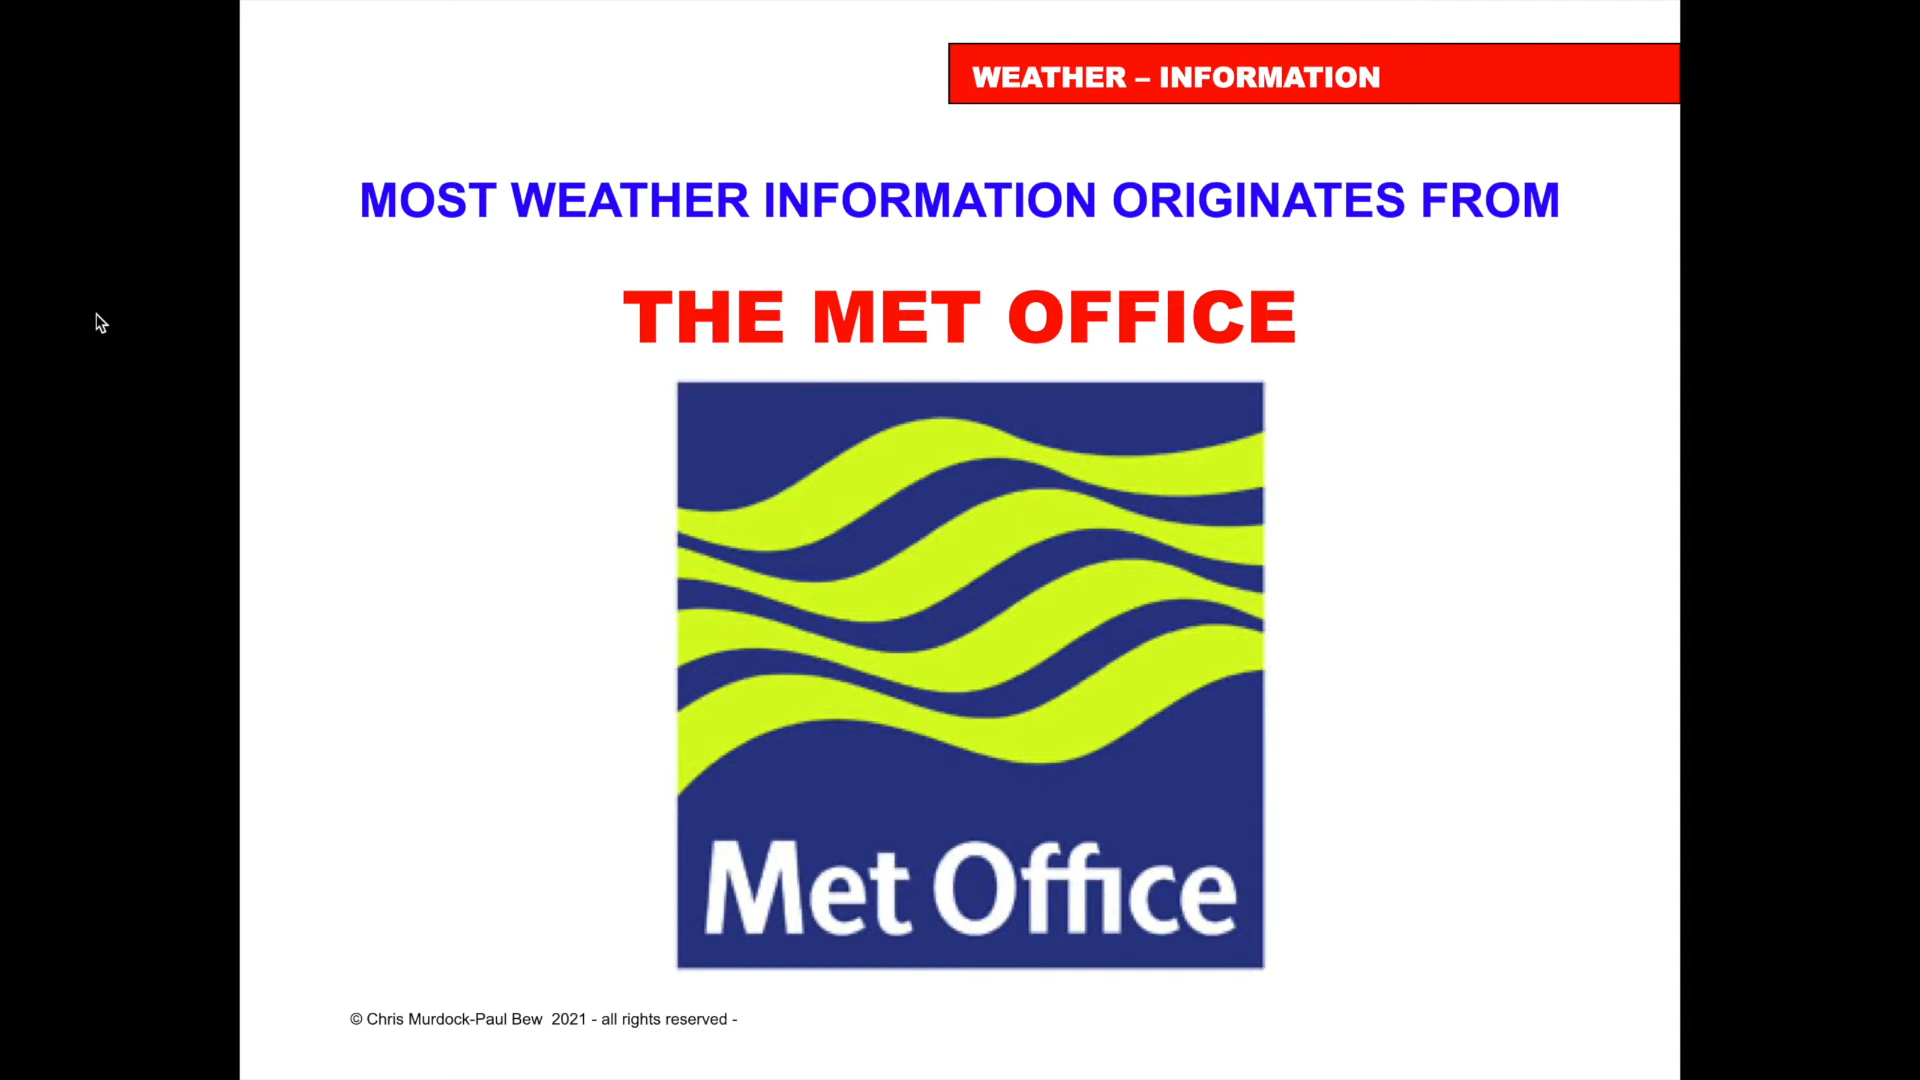 WEATHER – INFORMATION
MOST WEATHER INFORMATION ORIGINATES FROM
THE MET OFFICE
Met Office
© Chris Murdock-Paul Bew  2021 - all rights reserved -